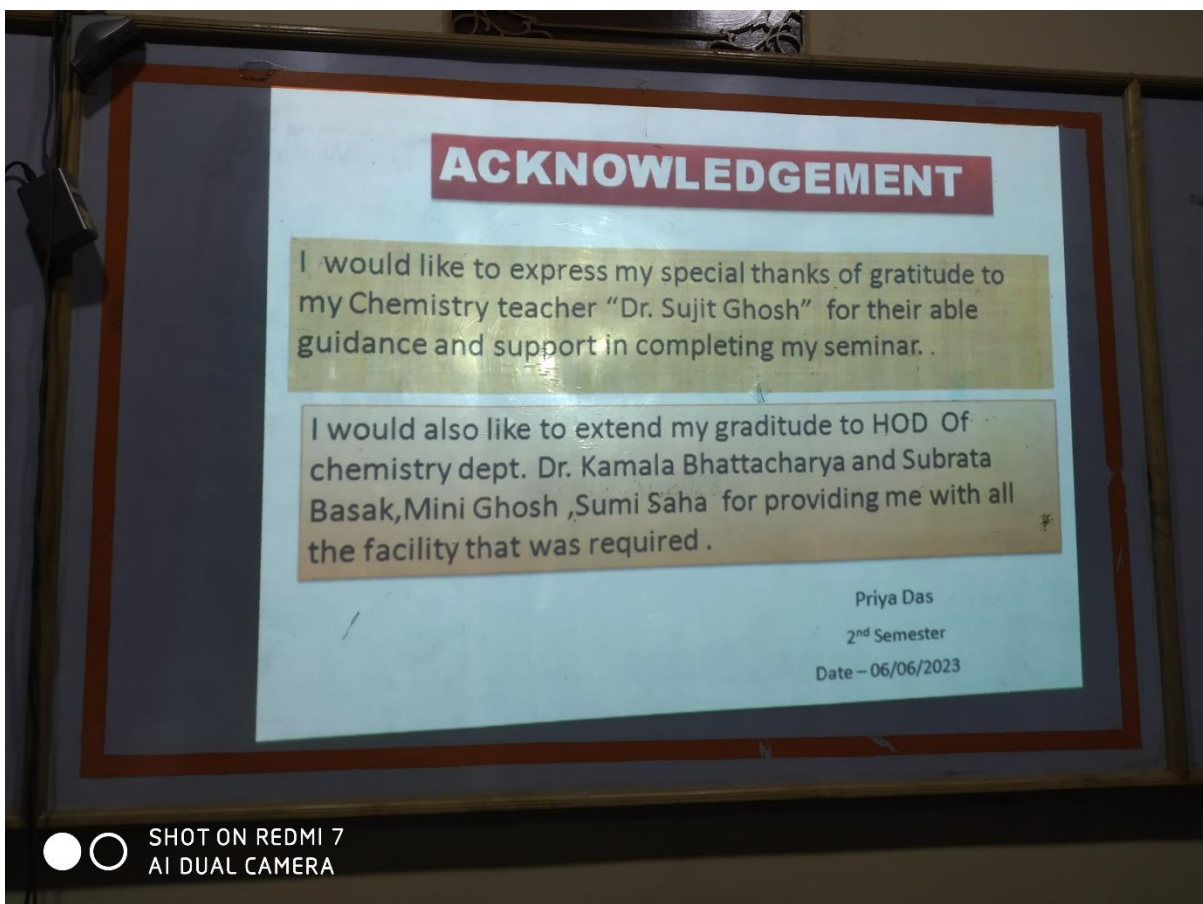 ACKNOWLEDGEMENT
I would like to express my special thanks of gratitude to
my Chemistry teacher “Dr. Sujit Ghosh” for their able
guidance and support in completing my seminar. .
I would also like to extend my graditude to HOD Of
chemistry dept. Dr. Kamala Bhattacharya and Subrata
Basak,Mini Ghosh ,Sumi Saha for providing me with all
the facility that was required .
Priya Das
2nd Semester
Date – 06/06/2023
SHOT ON REDMI 7
AI DUAL CAMERA